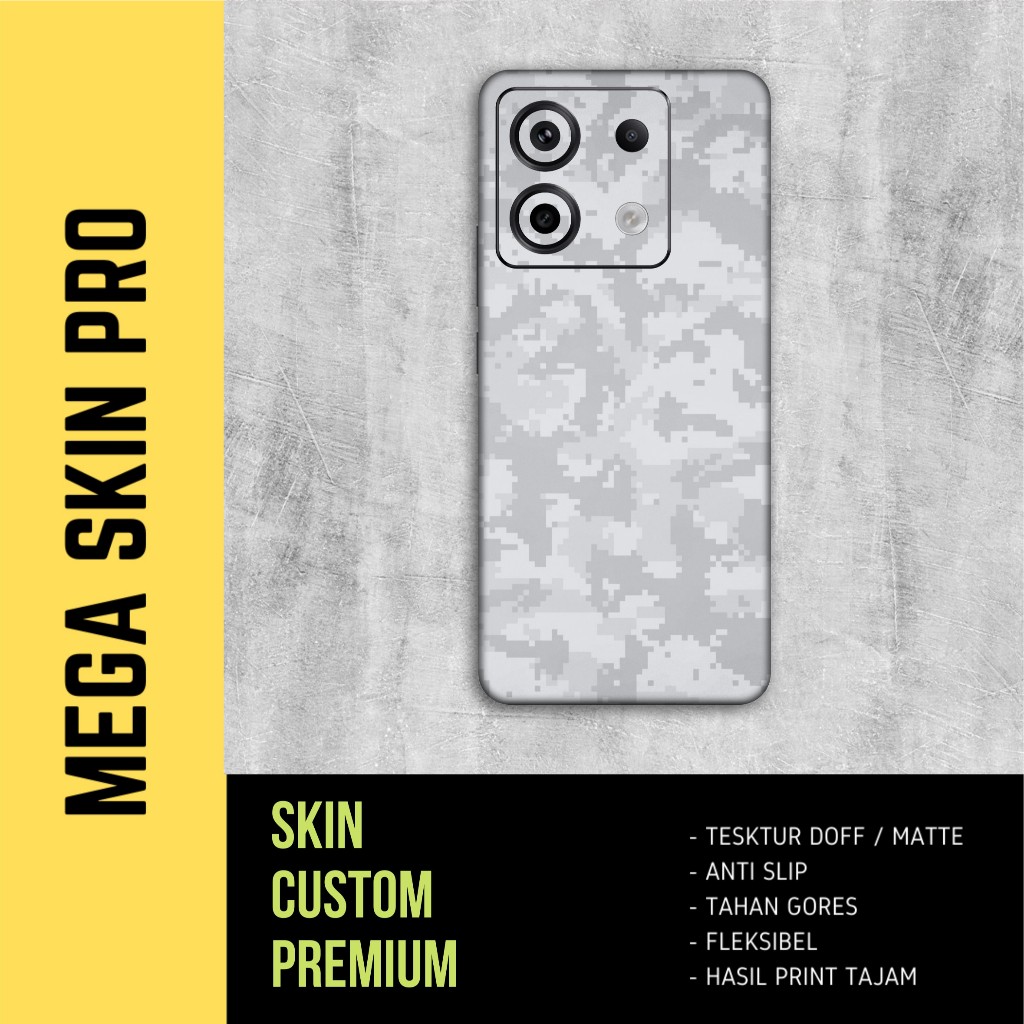 MEGA SKIN PRO
SKIN
CUSTOM
PREMIUM
- TESKTUR DOFF / MATTE
- ANTI SLIP
- TAHAN GORES
- FLEKSIBEL
- HASIL PRINT TAJAM